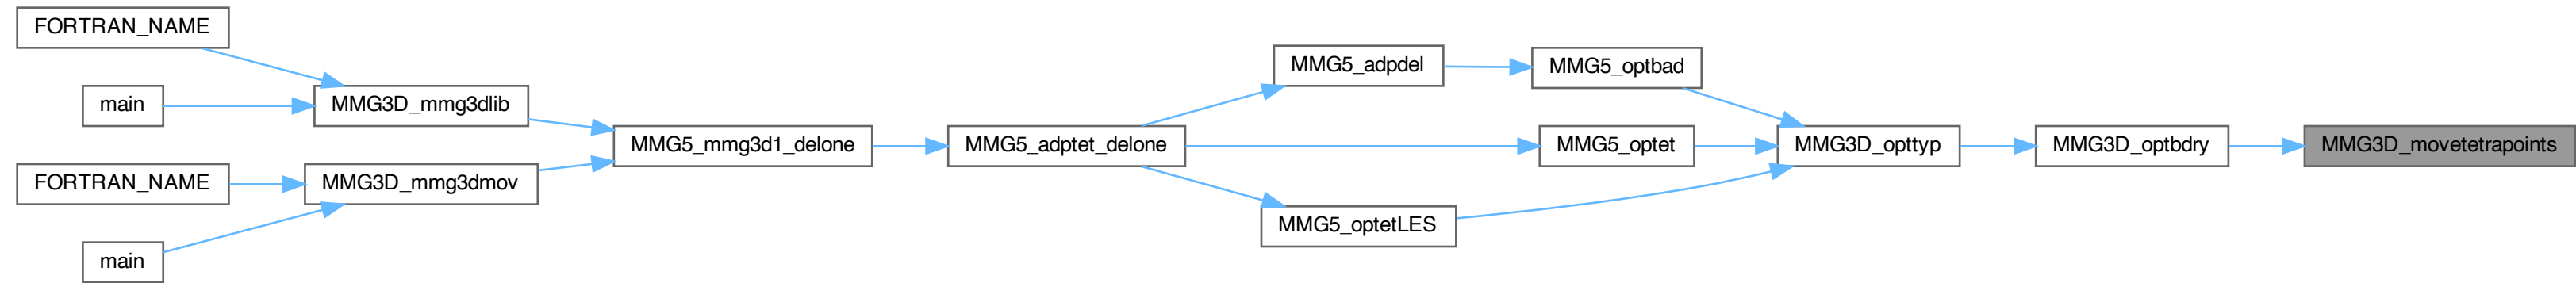 FORTRAN_NAME
main
MMG3D_mmg3dlib
FORTRAN_NAME
MMG3D_mmg3dmov
main
MMG5_mmg3d1_delone
MMG5_adptet_delone
MMG5_adpdel
MMG5_optbad
MMG5_optet
MMG5_optetLES
MMG3D_opttyp
MMG3D_optbdry
MMG3D_movetetrapoints